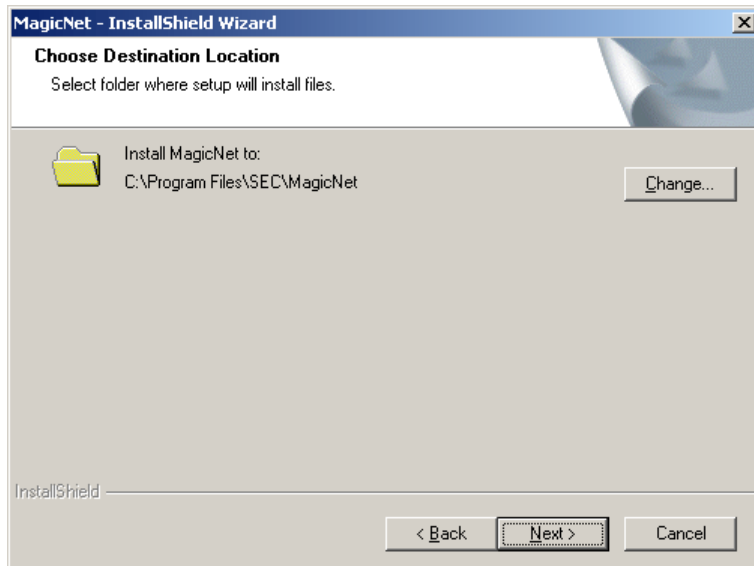 MagicNet - InstallShield Wizard
Choose Destination Location
Select folder where setup will install files.
Install MagicNet to:
C:\Program Files\SEC\MagicNet
Change...
InstallShield
< Back
Next >
Cancel